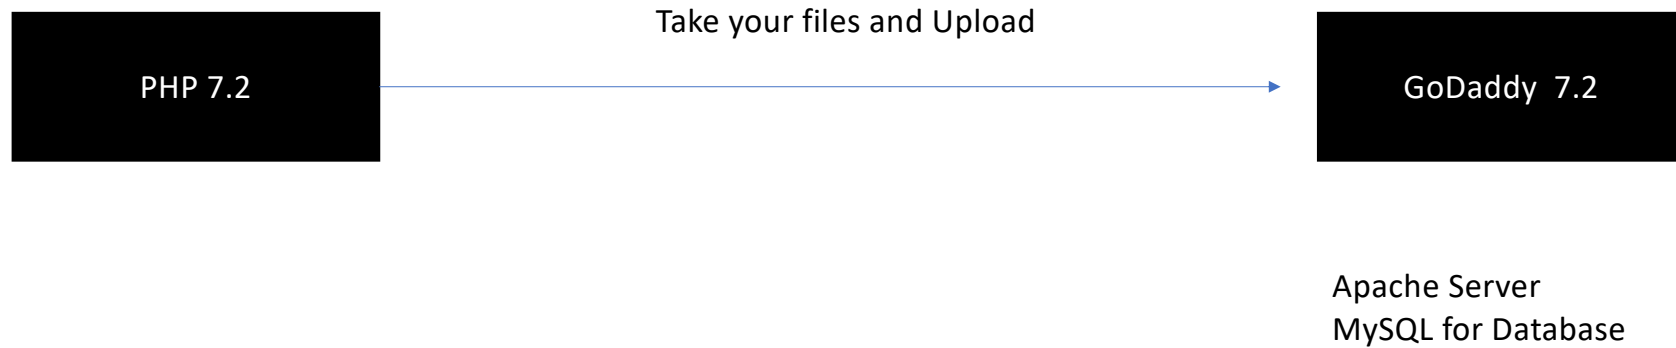 Take your files and Upload
PHP 7.2
GoDaddy 7.2
Apache Server
MySQL for Database